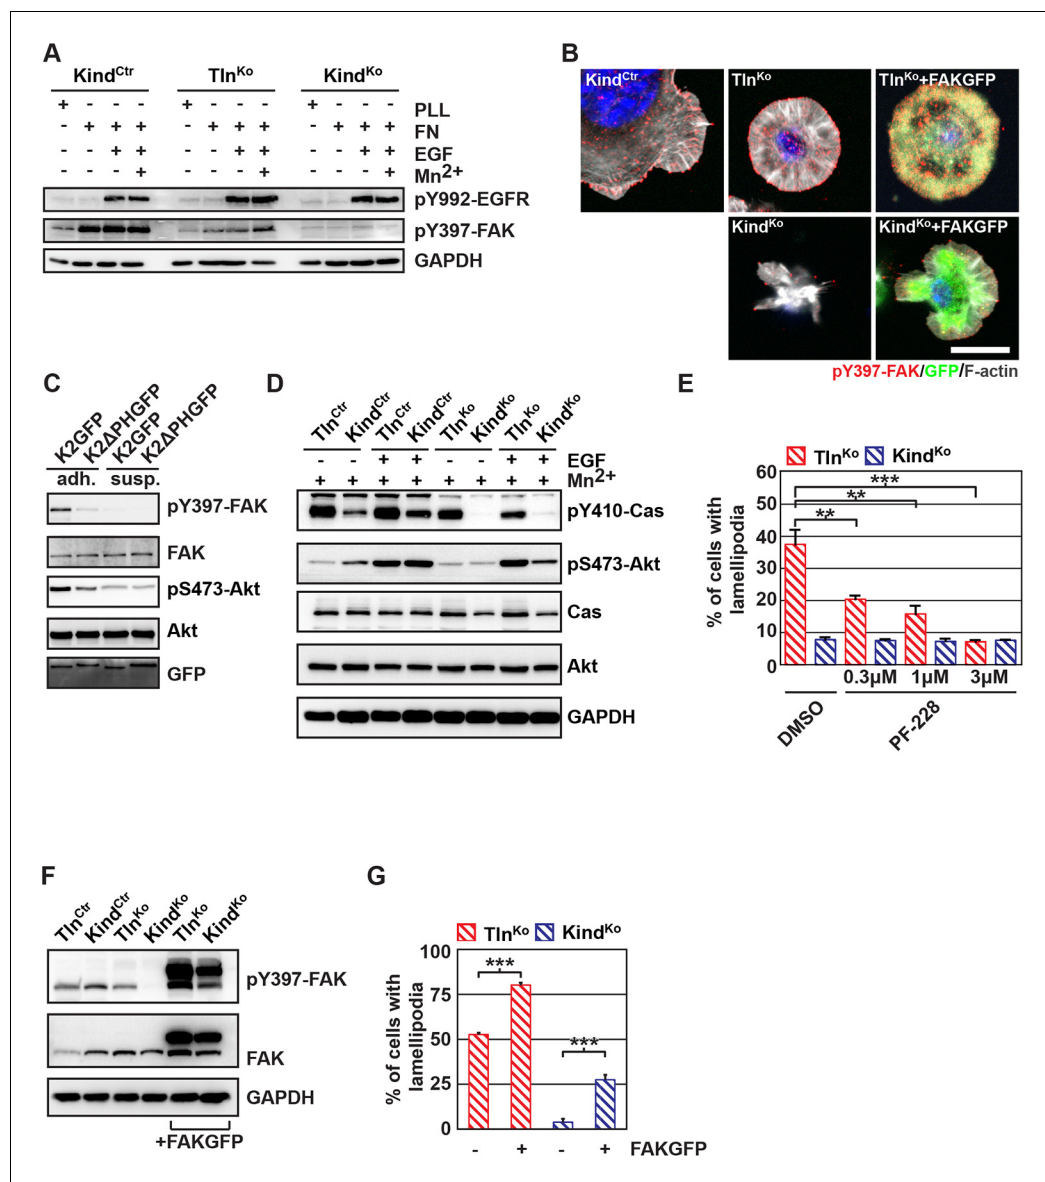 A
Kind^Ctr Tln^Ko Kind^Ko
+ - - - + - - - + - - - PLL
- + + + - + + + - + + + FN
- - + + - - + + - - + + EGF
- - - + - - - + - - - + Mn2+
pY992-EGFR
pY397-FAK
GAPDH
B
Kind^Ctr Tln^Ko Tln^Ko+FAKGFP
Kind^Ko Kind^Ko+FAKGFP
pY397-FAK/GFP/F-actin
C
K2GFP K2ΔPHGFP K2GFP K2ΔPHGFP
adh. susp.
pY397-FAK
FAK
pS473-Akt
Akt
GFP
D
Tln^Ctr Kind^Ctr Tln^Ctr Kind^Ctr Tln^Ko Kind^Ko Tln^Ko Kind^Ko
- - + + - - + + EGF
+ + + + + + + + Mn2+
pY410-Cas
pS473-Akt
Cas
Akt
GAPDH
E
Tln^Ko Kind^Ko
% of cells with lamellipodia
60
50
40
30
20
10
0
***
**
**
0.3μM 1μM 3μM
DMSO PF-228
F
Tln^Ctr Kind^Ctr Tln^Ko Kind^Ko Tln^Ko Kind^Ko
pY397-FAK
FAK
GAPDH
+FAKGFP
G
Tln^Ko Kind^Ko
% of cells with lamellipodia
100
75
50
25
0
***
***
- + - + FAKGFP